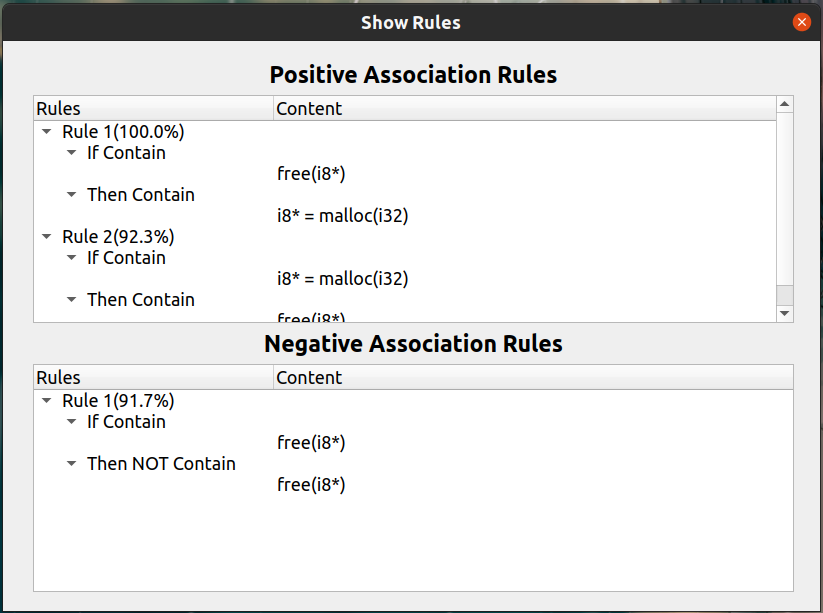 Show Rules
Positive Association Rules
Rules Content
Rule 1(100.0%)
If Contain
free(i8*)
Then Contain
i8* = malloc(i32)
Rule 2(92.3%)
If Contain
i8* = malloc(i32)
Then Contain
free(i8*)
Negative Association Rules
Rules Content
Rule 1(91.7%)
If Contain
free(i8*)
Then NOT Contain
free(i8*)